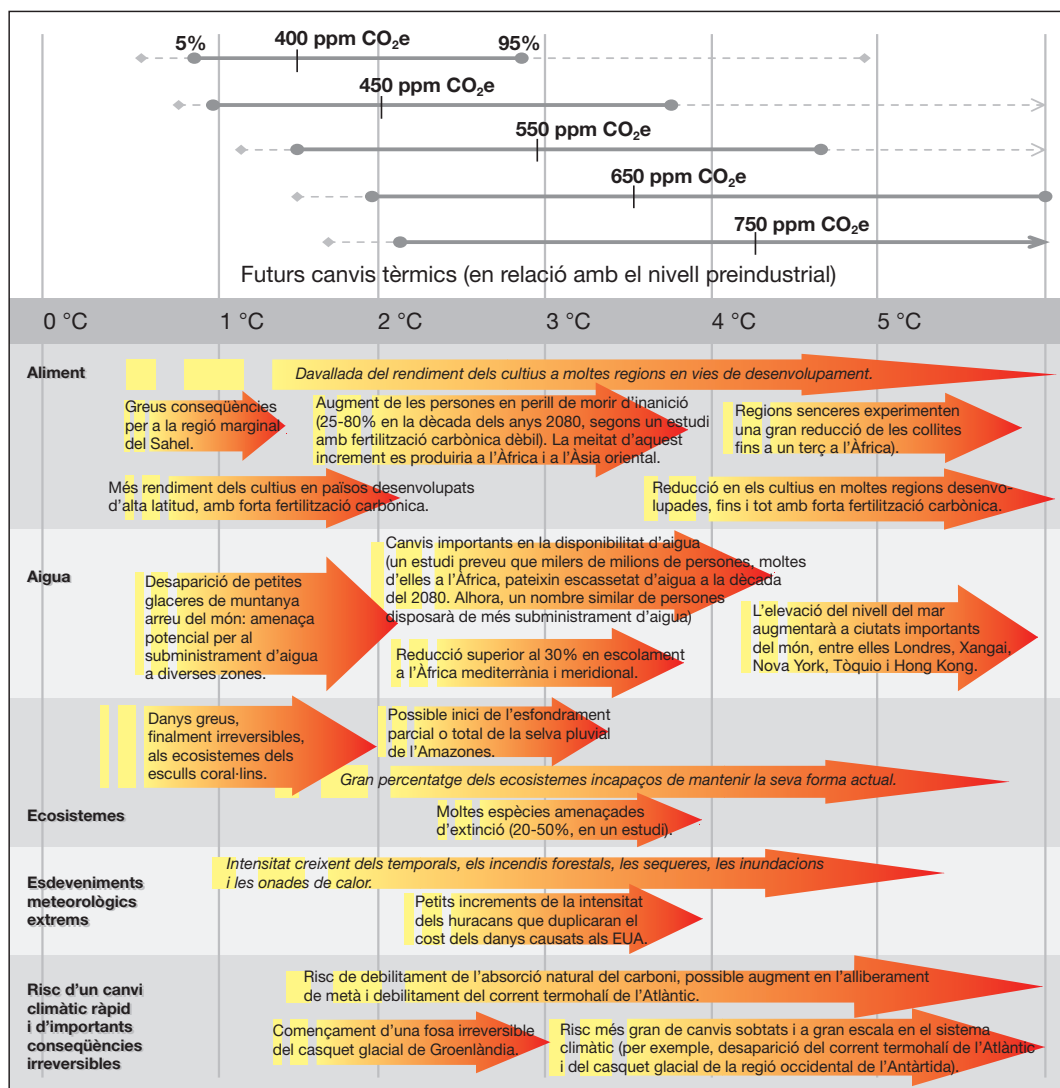 5%
400 ppm CO₂e
95%
450 ppm CO₂e
550 ppm CO₂e
650 ppm CO₂e
750 ppm CO₂e
Futurs canvis tèrmics (en relació amb el nivell preindustrial)
0 °C 1 °C 2 °C 3 °C 4 °C 5 °C
Aliment
Davallada del rendiment dels cultius a moltes regions en vies de desenvolupament.
Greus conseqüències
per a la regió marginal
del Sahel.
Augment de les persones en perill de morir d’inanició
(25-80% en la dècada dels anys 2080, segons un estudi
amb fertilització carbònica dèbil). La meitat d’aquest
increment es produiria a l’Àfrica i a l’Àsia oriental.
Regions senceres experimenten
una gran reducció de les collites
fins a un terç a l’Àfrica).
Més rendiment dels cultius en països desenvolupats
d’alta latitud, amb forta fertilització carbònica.
Reducció en els cultius en moltes regions desenvo-
lupades, fins i tot amb forta fertilització carbònica.
Aigua
Desaparició de petites
glaceres de muntanya
arreu del món: amenaça
potencial per al
subministrament d’aigua
a diverses zones.
Canvis importants en la disponibilitat d’aigua
(un estudi preveu que milers de milions de persones, moltes
d’elles a l’Àfrica, pateixin escassetat d’aigua a la dècada
del 2080. Alhora, un nombre similar de persones
disposarà de més subministrament d’aigua)
Reducció superior al 30% en escolament
a l’Àfrica mediterrània i meridional.
L’elevació del nivell del mar
augmentarà a ciutats importants
del món, entre elles Londres, Xangai,
Nova York, Tòquio i Hong Kong.
Ecosistemes
Danys greus,
finalment irreversibles,
als ecosistemes dels
esculls coral·lins.
Possible inici de l’esfondrament
parcial o total de la selva pluvial
de l’Amazones.
Gran percentatge dels ecosistemes incapaços de mantenir la seva forma actual.
Moltes espècies amenaçades
d’extinció (20-50%, en un estudi).
Esdeveniments
meteorològics
extrems
Intensitat creixent dels temporals, els incendis forestals, les sequeres, les inundacions
i les onades de calor.
Petits increments de la intensitat
dels huracans que duplicaran el
cost dels danys causats als EUA.
Risc d’un canvi
climàtic ràpid
i d’importants
conseqüències
irreversibles
Risc de debilitament de l’absorció natural del carboni, possible augment en l’alliberament
de metà i debilitament del corrent termohalí de l’Atlàntic.
Començament d’una fosa irreversible
del casquet glacial de Groenlàndia.
Risc més gran de canvis sobtats i a gran escala en el sistema
climàtic (per exemple, desaparició del corrent termohalí de l’Atlàntic
i del casquet glacial de la regió occidental de l’Antàrtida).